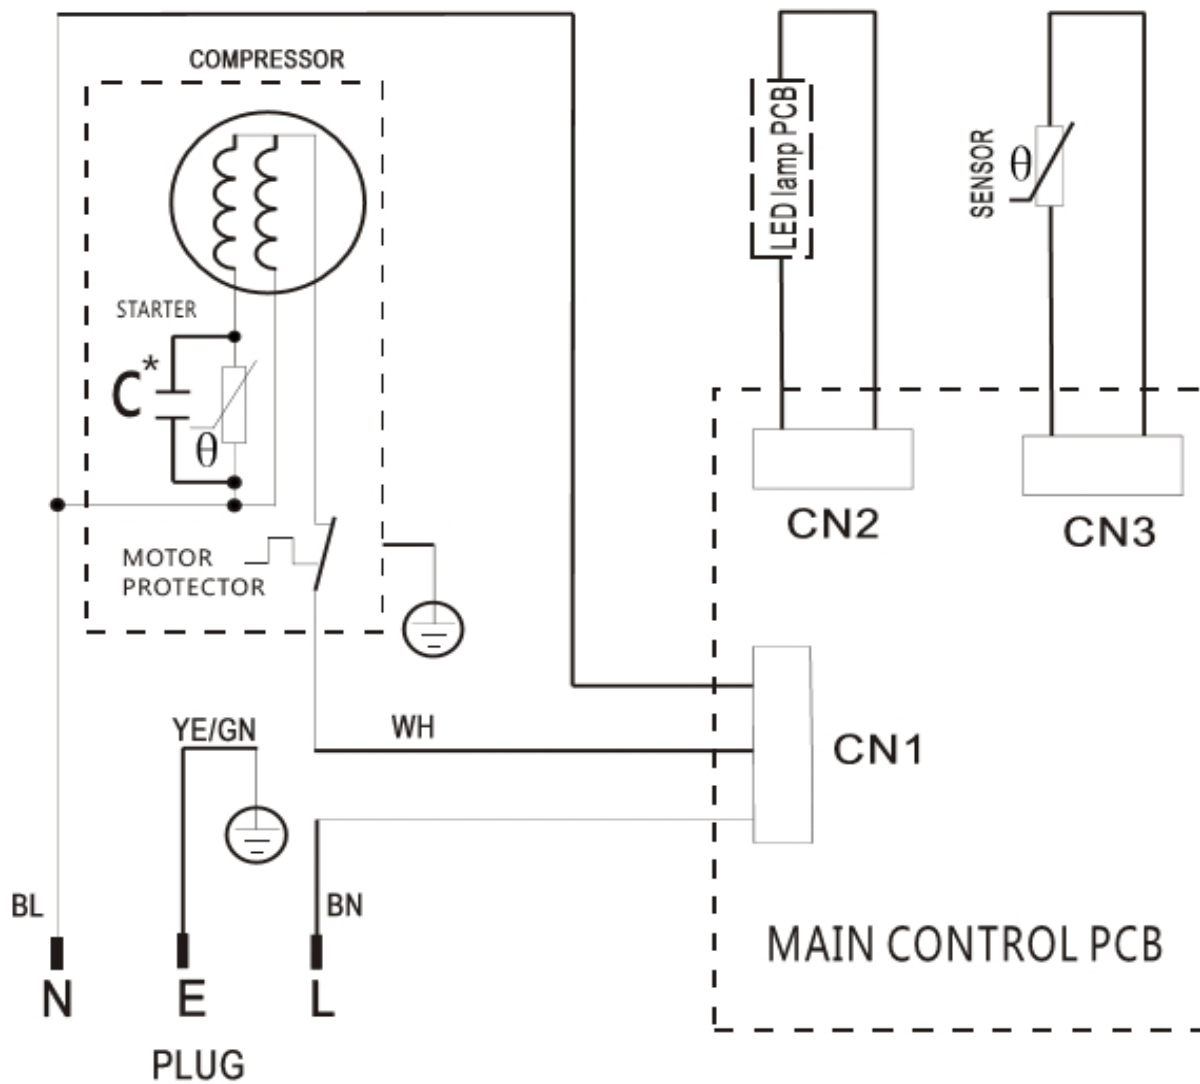 COMPRESSOR
LED lamp PCB
SENSOR
θ
STARTER
C*
θ
CN2
CN3
MOTOR
PROTECTOR
YE/GN
WH
CN1
BL
BN
MAIN CONTROL PCB
N
E
L
PLUG